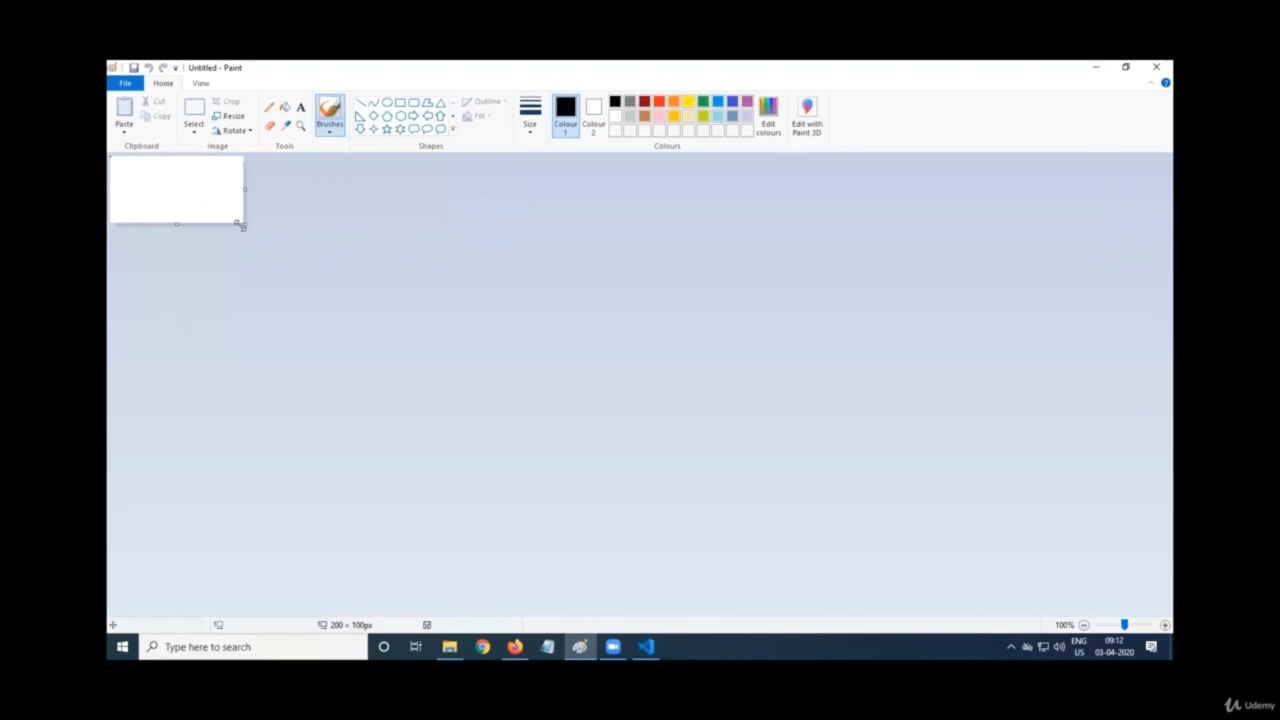 Untitled - Paint
File Home View
Paste
Cut
Copy
Clipboard
Select
Crop
Resize
Rotate
Image
A
Tools
Brushes
Outline
Fill
Shapes
Size
Colour 1
Colour 2
Edit colours
Colours
Edit with Paint 3D
200 × 100px
100%
Type here to search
ENG
US
09:12
03-04-2020
Udemy